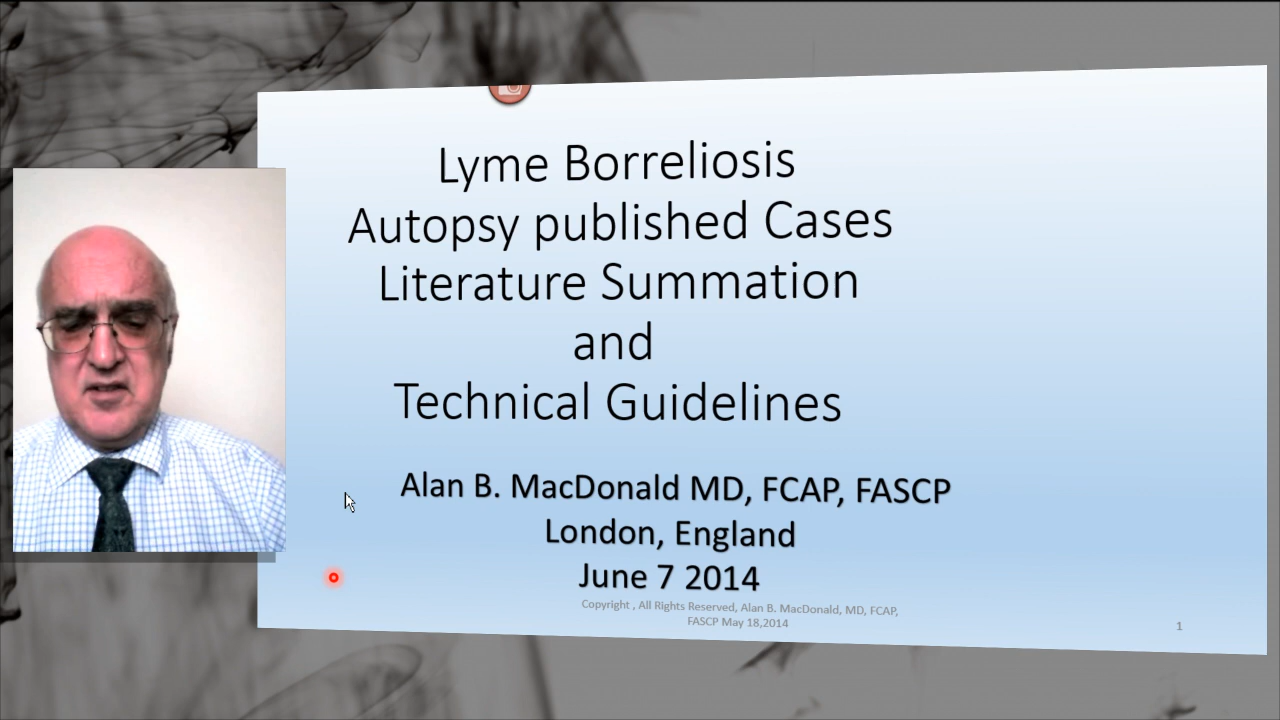 Lyme Borreliosis
Autopsy published Cases
Literature Summation
and
Technical Guidelines
Alan B. MacDonald MD, FCAP, FASCP
London, England
June 7 2014
Copyright , All Rights Reserved, Alan B. MacDonald, MD, FCAP,
FASCP May 18,2014
1